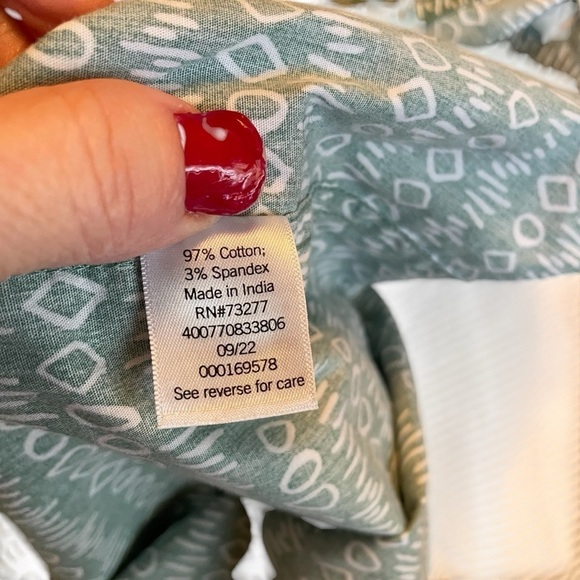 97% Cotton;
3% Spandex
Made in India
RN#73277
400770833806
09/22
000169578
See reverse for care